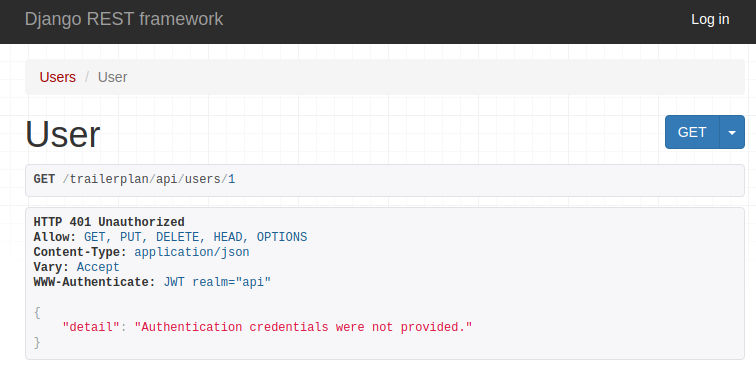 Django REST framework Log in
Users / User
User GET
GET /trailerplan/api/users/1
HTTP 401 Unauthorized
Allow: GET, PUT, DELETE, HEAD, OPTIONS
Content-Type: application/json
Vary: Accept
WWW-Authenticate: JWT realm="api"
{
    "detail": "Authentication credentials were not provided."
}